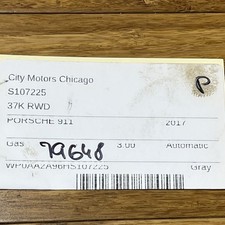 City Motors Chicago
S107225
P
37K RWD
PORSCHE 911 2017
Gas 3.00 Automatic
79648
WP0AA2A96HS107225 Gray